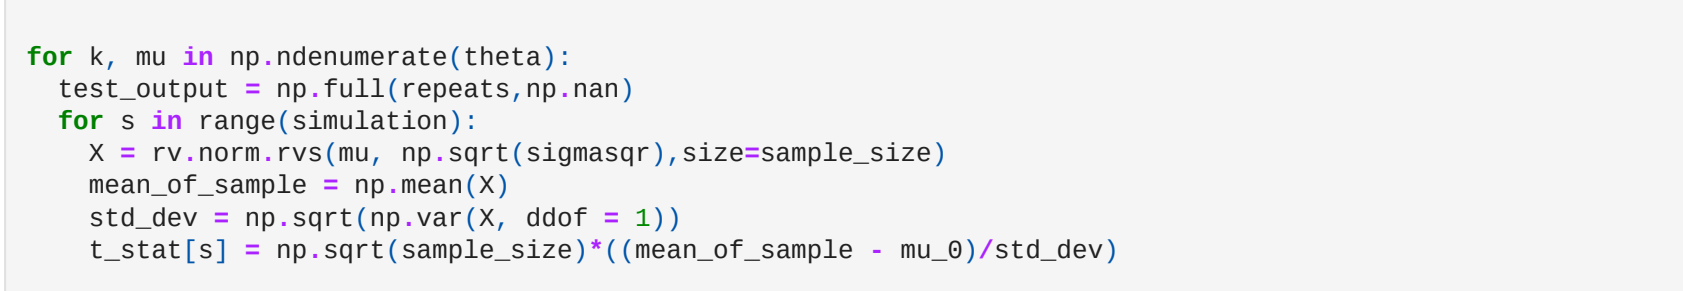 for k, mu in np.ndenumerate(theta):
  test_output = np.full(repeats,np.nan)
  for s in range(simulation):
    X = rv.norm.rvs(mu, np.sqrt(sigmasqr),size=sample_size)
    mean_of_sample = np.mean(X)
    std_dev = np.sqrt(np.var(X, ddof = 1))
    t_stat[s] = np.sqrt(sample_size)*((mean_of_sample - mu_0)/std_dev)